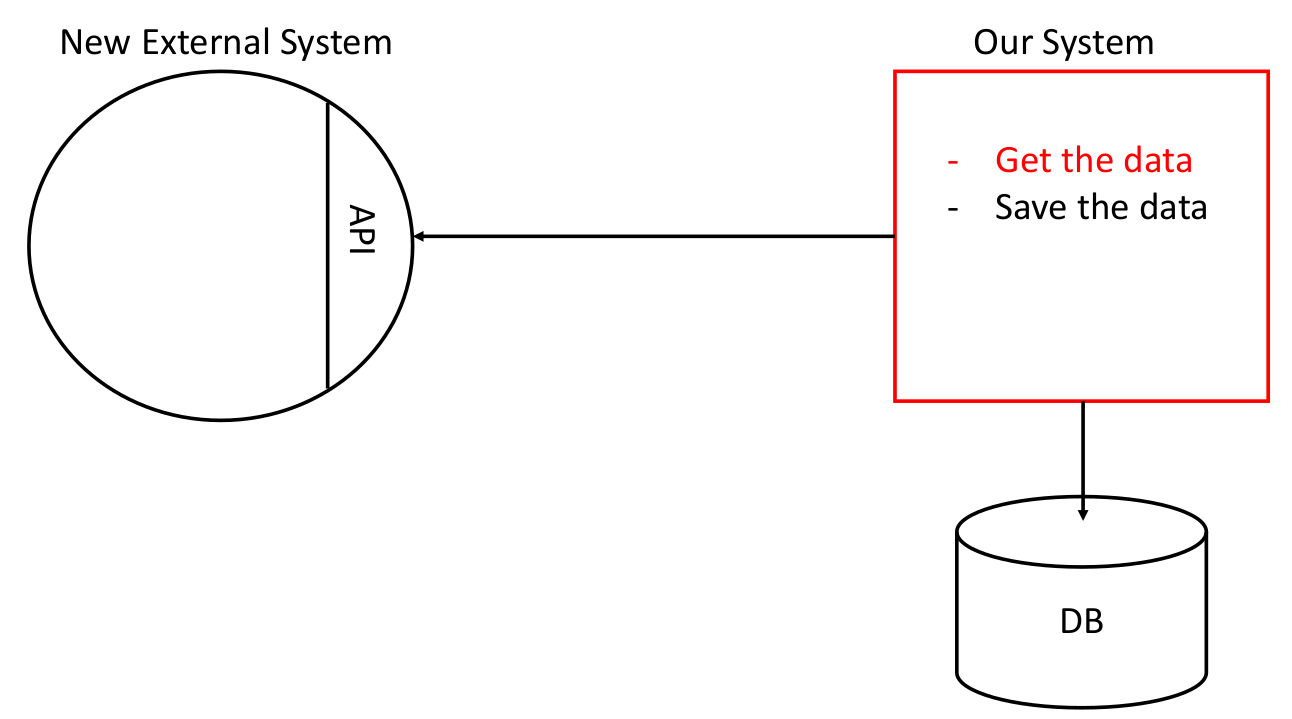 New External System
Our System
- Get the data
- Save the data
API
DB